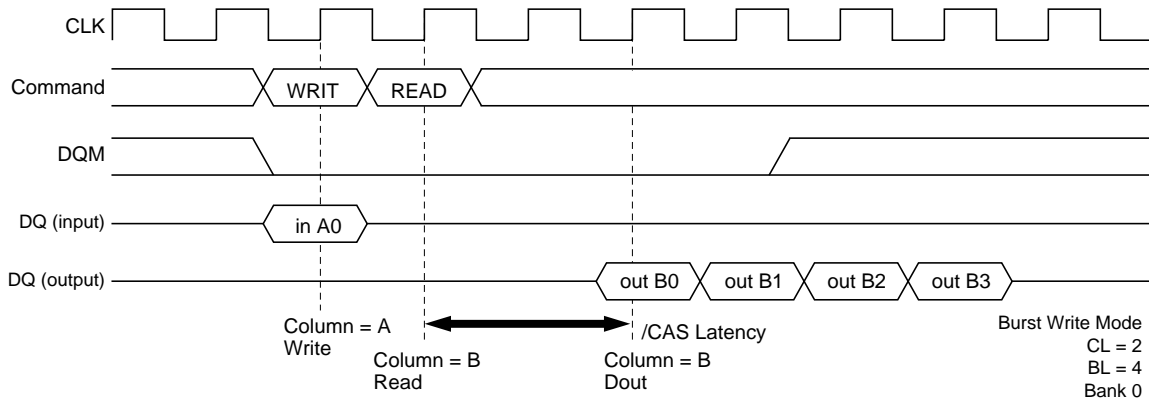 CLK
Command
WRIT
READ
DQM
DQ (input)
in A0
DQ (output)
out B0
out B1
out B2
out B3
Column = A
Write
Column = B
Read
/CAS Latency
Column = B
Dout
Burst Write Mode
CL = 2
BL = 4
Bank 0